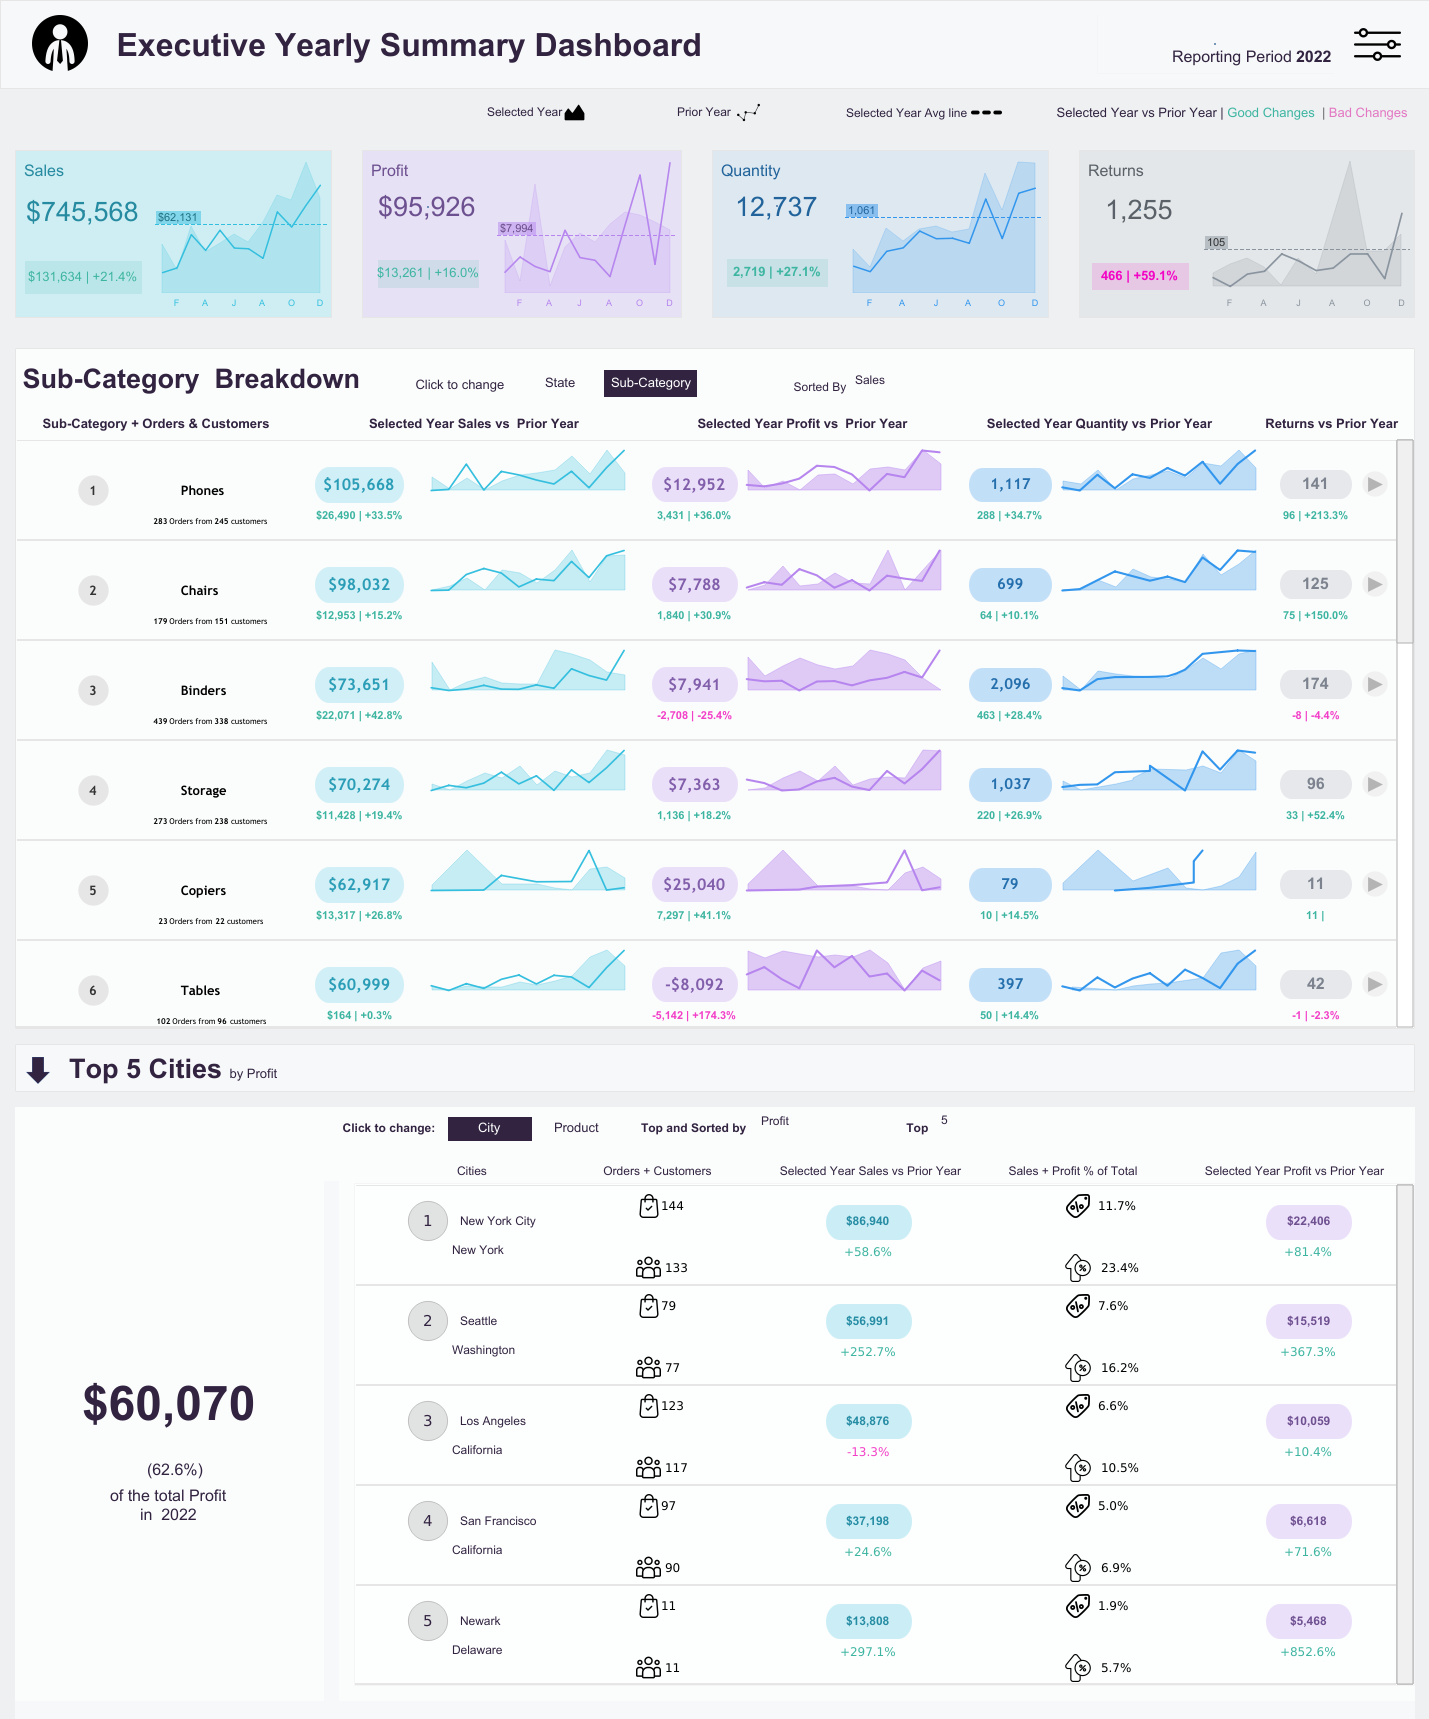 Executive Yearly Summary Dashboard
Reporting Period 2022
Selected Year
Prior Year
Selected Year Avg line
Selected Year vs Prior Year | Good Changes | Bad Changes
Sales
$745,568
$62,131
$131,634 | +21.4%
F A J A O D
Profit
$95,926
$7,994
$13,261 | +16.0%
F A J A O D
Quantity
12,737
1,061
2,719 | +27.1%
F A J A O D
Returns
1,255
105
466 | +59.1%
F A J A O D
Sub-Category Breakdown
Click to change
State
Sub-Category
Sorted By Sales
Sub-Category + Orders & Customers
Selected Year Sales vs Prior Year
Selected Year Profit vs Prior Year
Selected Year Quantity vs Prior Year
Returns vs Prior Year
1 Phones $105,668 $12,952 1,117 141
283 Orders from 245 customers $26,490 | +33.5% 3,431 | +36.0% 288 | +34.7% 96 | +213.3%
2 Chairs $98,032 $7,788 699 125
179 Orders from 151 customers $12,953 | +15.2% 1,840 | +30.9% 64 | +10.1% 75 | +150.0%
3 Binders $73,651 $7,941 2,096 174
439 Orders from 338 customers $22,071 | +42.8% -2,708 | -25.4% 463 | +28.4% -8 | -4.4%
4 Storage $70,274 $7,363 1,037 96
273 Orders from 238 customers $11,428 | +19.4% 1,136 | +18.2% 220 | +26.9% 33 | +52.4%
5 Copiers $62,917 $25,040 79 11
23 Orders from 22 customers $13,317 | +26.8% 7,297 | +41.1% 10 | +14.5% 11 |
6 Tables $60,999 -$8,092 397 42
102 Orders from 96 customers $164 | +0.3% -5,142 | +174.3% 50 | +14.4% -1 | -2.3%
Top 5 Cities by Profit
Click to change:
City
Product
Top and Sorted by Profit
Top 5
Cities
Orders + Customers
Selected Year Sales vs Prior Year
Sales + Profit % of Total
Selected Year Profit vs Prior Year
$60,070
(62.6%)
of the total Profit
in 2022
144 11.7%
1 New York City $86,940 $22,406
New York +58.6% +81.4%
133 23.4%
79 7.6%
2 Seattle $56,991 $15,519
Washington +252.7% +367.3%
77 16.2%
123 6.6%
3 Los Angeles $48,876 $10,059
California -13.3% +10.4%
117 10.5%
97 5.0%
4 San Francisco $37,198 $6,618
California +24.6% +71.6%
90 6.9%
11 1.9%
5 Newark $13,808 $5,468
Delaware +297.1% +852.6%
11 5.7%